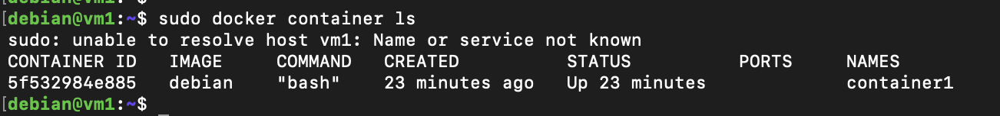 [debian@vm1:~$ sudo docker container ls
sudo: unable to resolve host vm1: Name or service not known
CONTAINER ID   IMAGE     COMMAND   CREATED          STATUS          PORTS     NAMES
5f532984e885   debian    "bash"    23 minutes ago   Up 23 minutes             container1
[debian@vm1:~$